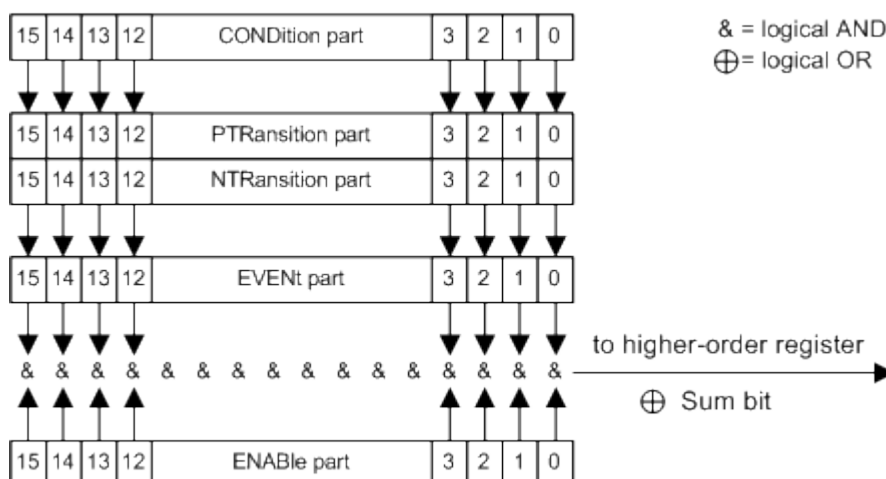 15 14 13 12 CONDition part 3 2 1 0
& = logical AND
⊕ = logical OR
15 14 13 12 PTRansition part 3 2 1 0
15 14 13 12 NTRansition part 3 2 1 0
15 14 13 12 EVENt part 3 2 1 0
& & & & & & & & & & & & & & & &
to higher-order register
⊕ Sum bit
15 14 13 12 ENABle part 3 2 1 0